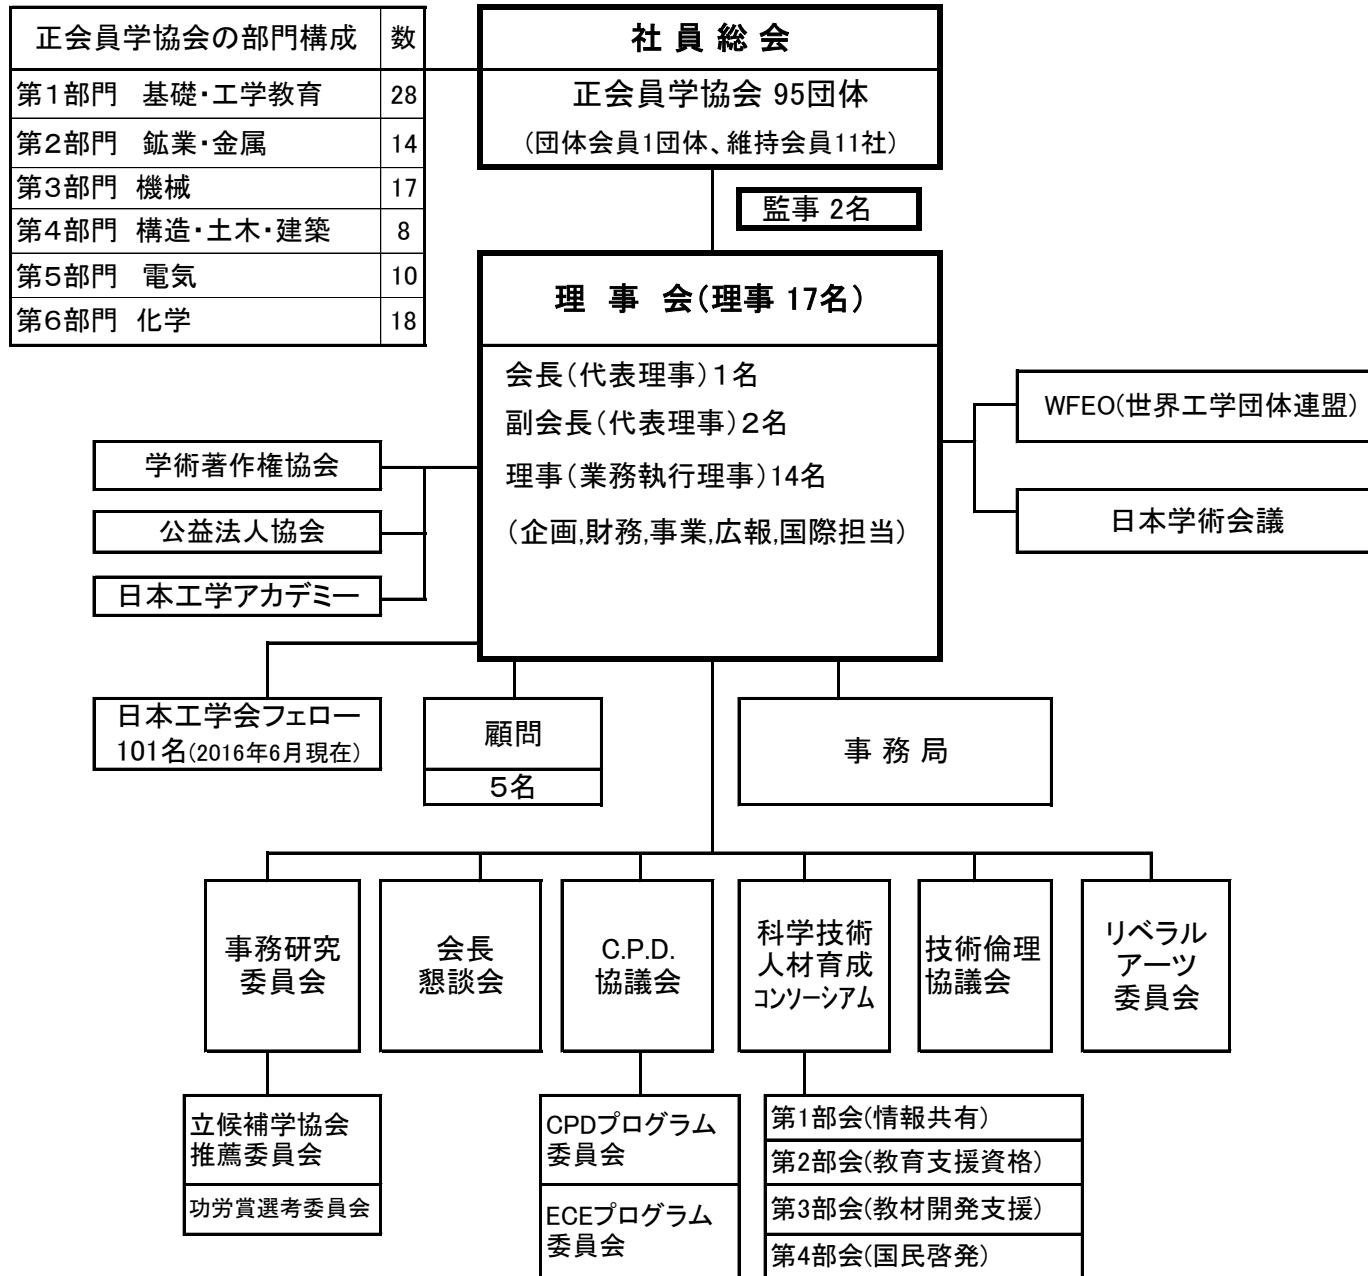 正会員学協会の部門構成 数
第1部門 基礎・工学教育 28
第2部門 鉱業・金属 14
第3部門 機械 17
第4部門 構造・土木・建築 8
第5部門 電気 10
第6部門 化学 18
社員総会
正会員学協会 95団体
(団体会員1団体、維持会員11社)
監事 2名
理事会(理事 17名)
会長(代表理事)1名
副会長(代表理事)2名
理事(業務執行理事)14名
(企画,財務,事業,広報,国際担当)
WFEO(世界工学団体連盟)
日本学術会議
学術著作権協会
公益法人協会
日本工学アカデミー
日本工学会フェロー
101名(2016年6月現在)
顧問
5名
事務局
事務研究
委員会
会長
懇談会
C.P.D.
協議会
科学技術
人材育成
コンソーシアム
技術倫理
協議会
リベラル
アーツ
委員会
立候補学協会
推薦委員会
功労賞選考委員会
CPDプログラム
委員会
ECEプログラム
委員会
第1部会(情報共有)
第2部会(教育支援資格)
第3部会(教材開発支援)
第4部会(国民啓発)